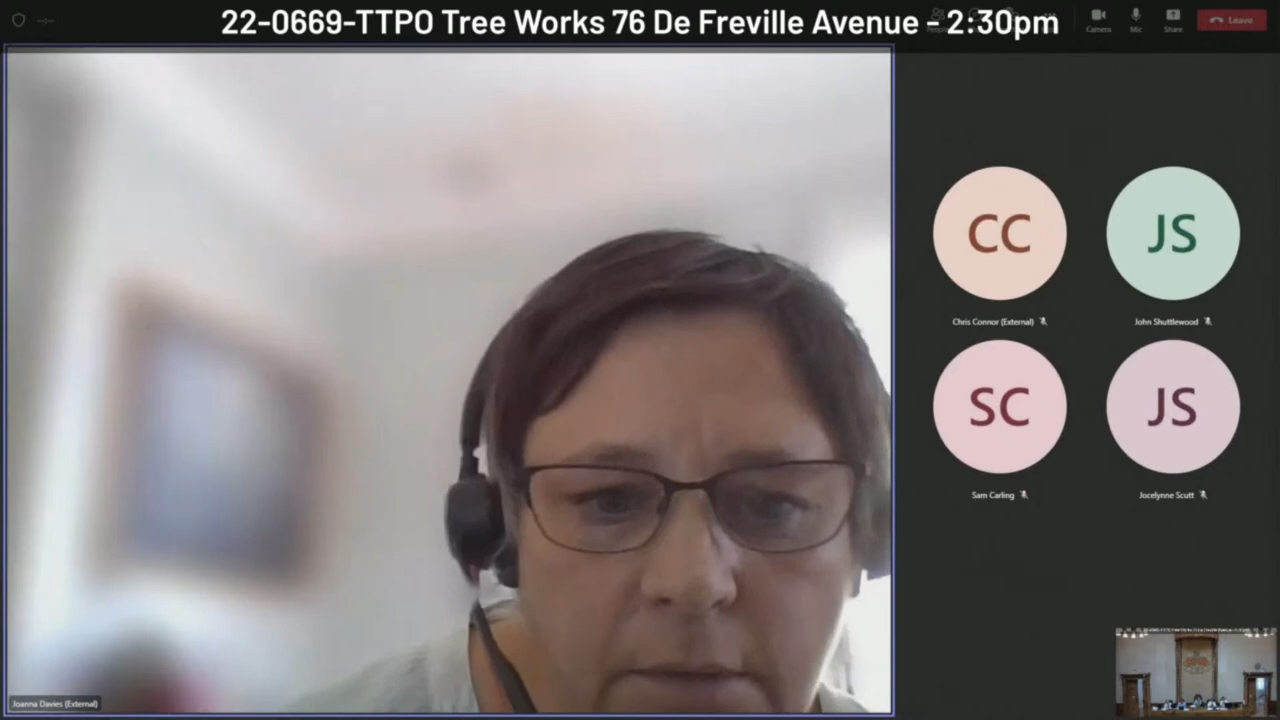 22-0669-TTPO Tree Works 76 De Freville Avenue - 2:30pm
Camera
Mic
Share
Leave
CC
JS
Chris Connor (External)
John Shuttlewood
SC
JS
Sam Carling
Jocelynne Scutt
Joanna Davies (External)